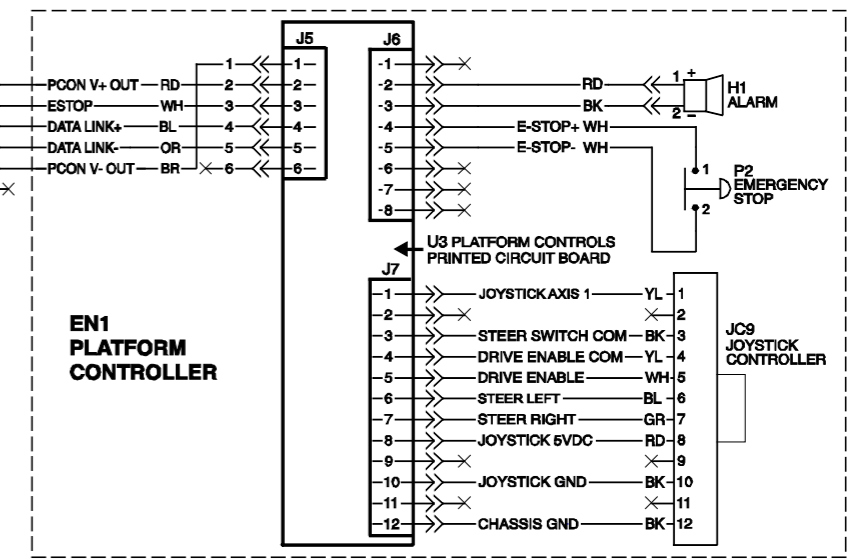 J5
1 1
PCON V+ OUT RD 2 2
ESTOP WH 3 3
DATA LINK+ BL 4 4
DATA LINK- OR 5 5
PCON V- OUT BR 6 6
J6
-1
-2 RD 1 +
-3 BK 2 -
H1
ALARM
-4 E-STOP+ WH
-5 E-STOP- WH
-6
-7
-8
1
2
P2
EMERGENCY
STOP
U3 PLATFORM CONTROLS
PRINTED CIRCUIT BOARD
J7
1 JOYSTICK AXIS 1 YL 1
2 2
3 STEER SWITCH COM BK 3
4 DRIVE ENABLE COM YL 4
5 DRIVE ENABLE WH 5
6 STEER LEFT BL 6
7 STEER RIGHT GR 7
8 JOYSTICK 5VDC RD 8
9 9
10 JOYSTICK GND BK 10
11 11
12 CHASSIS GND BK 12
JC9
JOYSTICK
CONTROLLER
EN1
PLATFORM
CONTROLLER